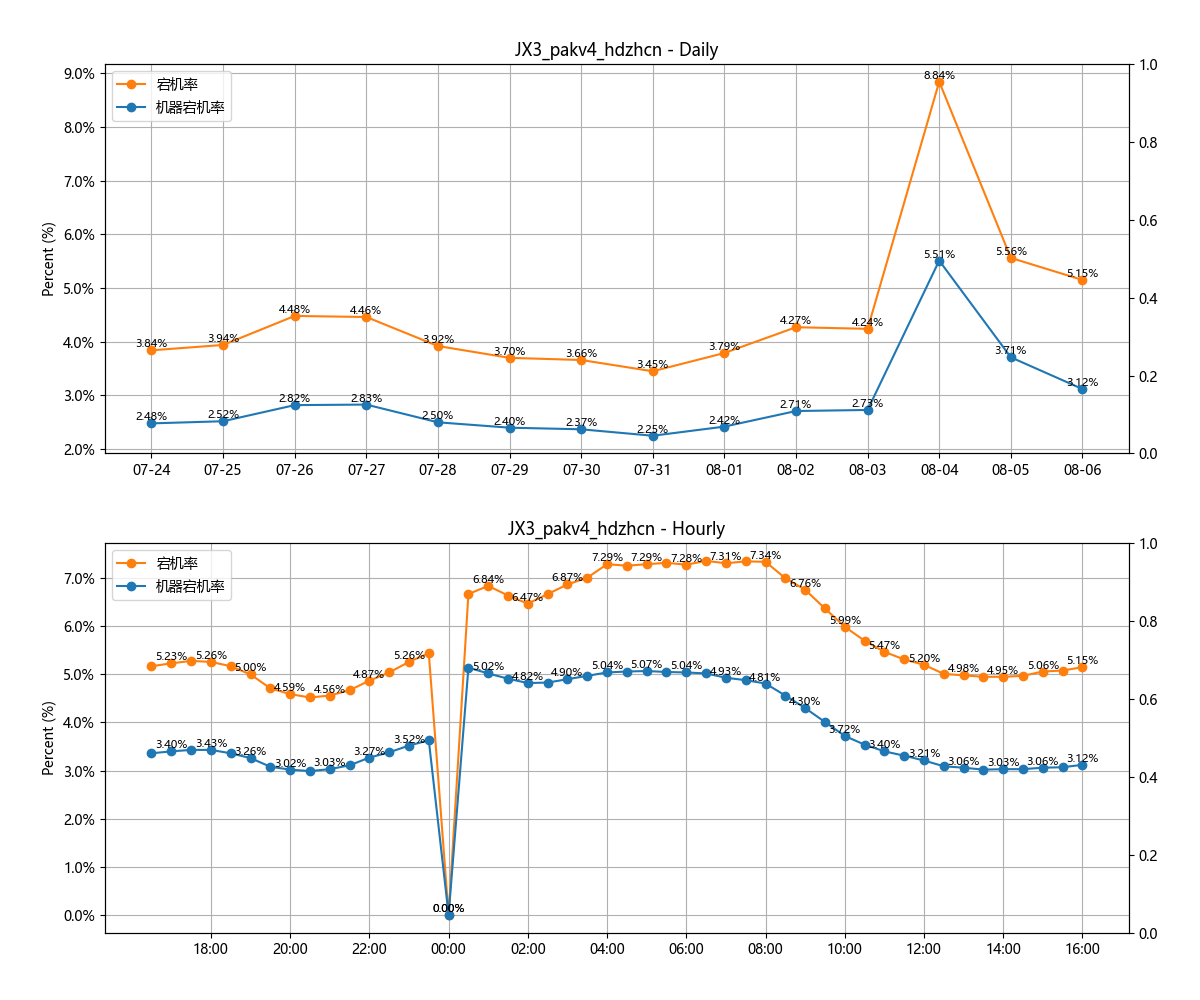 JX3_pakv4_hdzhcn - Daily
宕机率
机器宕机率
Percent (%)
9.0%
8.0%
7.0%
6.0%
5.0%
4.0%
3.0%
2.0%
1.0
0.8
0.6
0.4
0.2
0.0
3.84% 3.94% 4.48% 4.46% 3.92% 3.70% 3.66% 3.45% 3.79% 4.27% 4.24% 8.84% 5.56% 5.15%
2.48% 2.52% 2.82% 2.83% 2.50% 2.40% 2.37% 2.25% 2.42% 2.71% 2.73% 5.51% 3.71% 3.12%
07-24 07-25 07-26 07-27 07-28 07-29 07-30 07-31 08-01 08-02 08-03 08-04 08-05 08-06
JX3_pakv4_hdzhcn - Hourly
宕机率
机器宕机率
Percent (%)
7.0%
6.0%
5.0%
4.0%
3.0%
2.0%
1.0%
0.0%
1.0
0.8
0.6
0.4
0.2
0.0
5.23% 5.26% 5.00% 4.59% 4.56% 4.87% 5.26% 0.00% 6.84% 6.47% 6.87% 7.29% 7.29% 7.28% 7.31% 7.34% 6.76% 5.99% 5.47% 5.20% 4.98% 4.95% 5.06% 5.15%
3.40% 3.43% 3.26% 3.02% 3.03% 3.27% 3.52% 0.00% 5.02% 4.82% 4.90% 5.04% 5.07% 5.04% 4.93% 4.81% 4.30% 3.72% 3.40% 3.21% 3.06% 3.03% 3.06% 3.12%
18:00 20:00 22:00 00:00 02:00 04:00 06:00 08:00 10:00 12:00 14:00 16:00